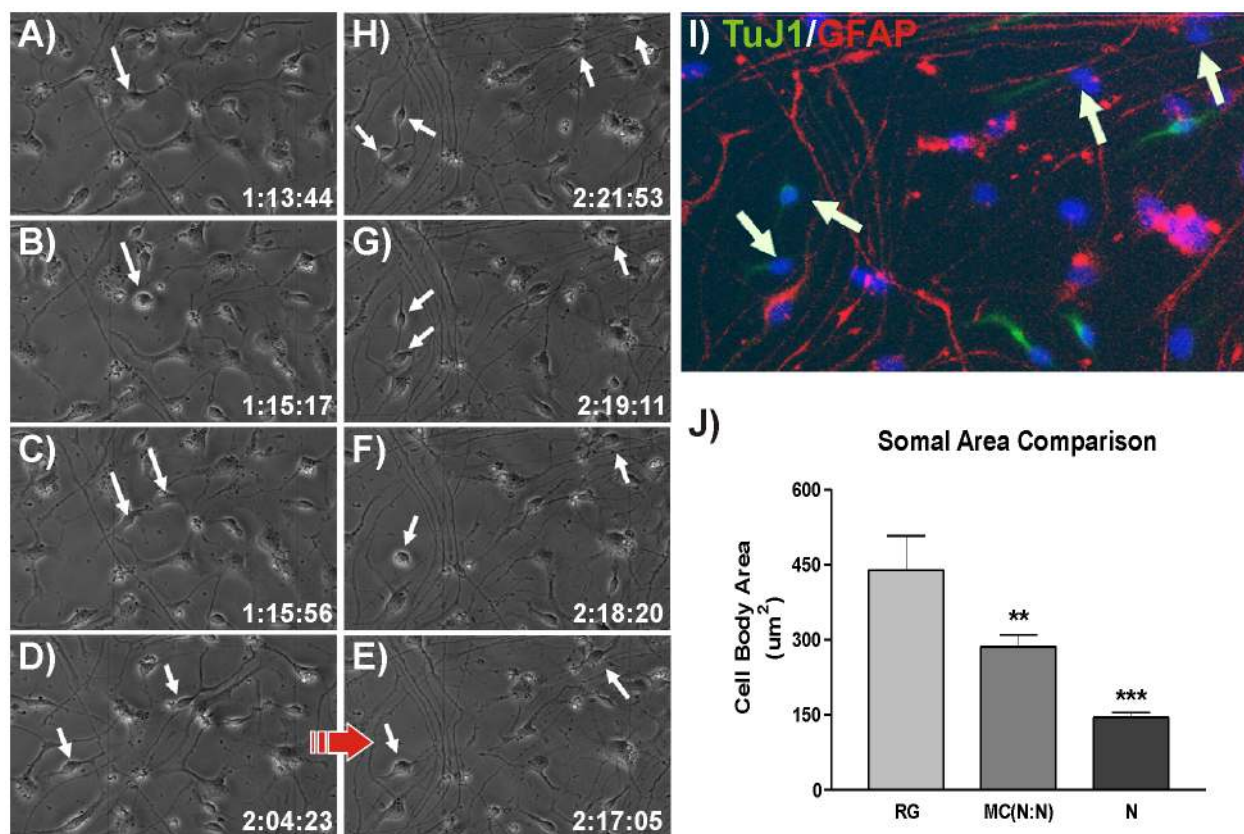 A)
1:13:44
B)
1:15:17
C)
1:15:56
D)
2:04:23
H)
2:21:53
G)
2:19:11
F)
2:18:20
E)
2:17:05
I) TuJ1/GFAP
J)
Somal Area Comparison
Cell Body Area
(um²)
600
450
300
150
0
**
***
RG MC(N:N) N